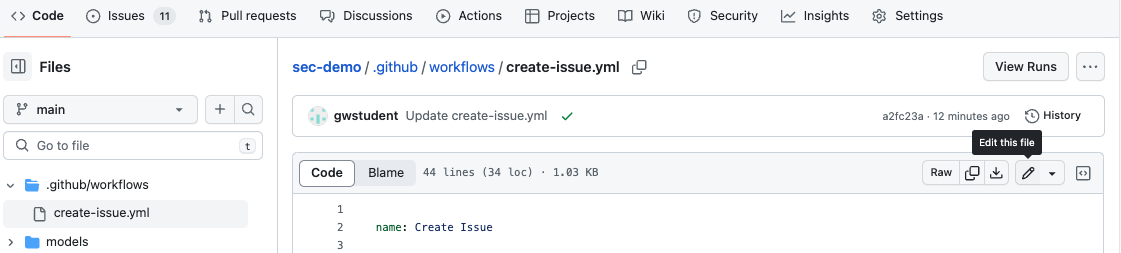 Code Issues 11 Pull requests Discussions Actions Projects Wiki Security Insights Settings
Files
sec-demo / .github / workflows / create-issue.yml
View Runs
main
gwstudent Update create-issue.yml
a2fc23a · 12 minutes ago
History
Go to file
t
Edit this file
Code Blame 44 lines (34 loc) · 1.03 KB
Raw
.github/workflows
create-issue.yml
models
1
2 name: Create Issue
3